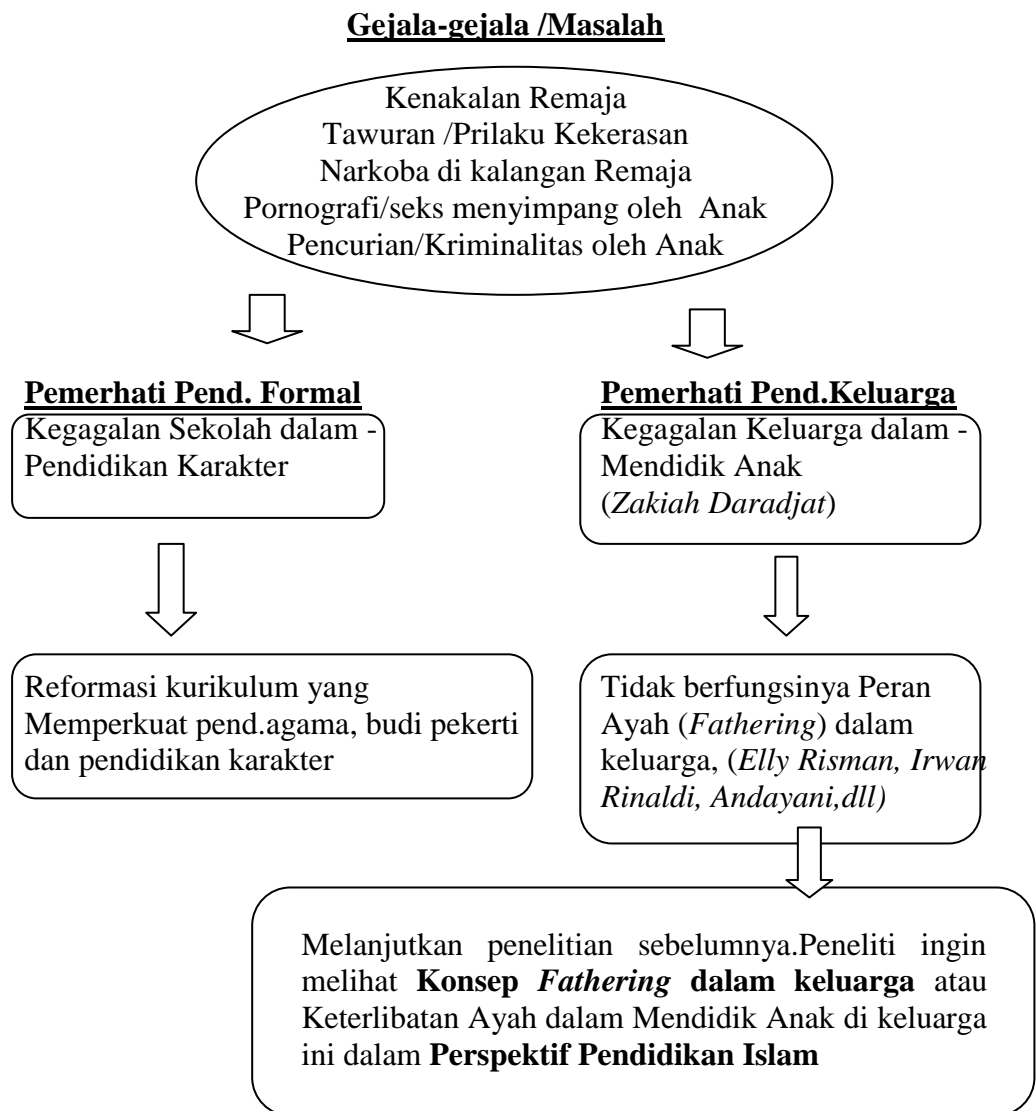 Gejala-gejala /Masalah
Kenakalan Remaja
Tawuran /Prilaku Kekerasan
Narkoba di kalangan Remaja
Pornografi/seks menyimpang oleh Anak
Pencurian/Kriminalitas oleh Anak
Pemerhati Pend. Formal
Kegagalan Sekolah dalam -
Pendidikan Karakter
Pemerhati Pend.Keluarga
Kegagalan Keluarga dalam -
Mendidik Anak
(Zakiah Daradjat)
Reformasi kurikulum yang
Memperkuat pend.agama, budi pekerti
dan pendidikan karakter
Tidak berfungsinya Peran
Ayah (Fathering) dalam
keluarga, (Elly Risman, Irwan
Rinaldi, Andayani,dll)
Melanjutkan penelitian sebelumnya.Peneliti ingin
melihat Konsep Fathering dalam keluarga atau
Keterlibatan Ayah dalam Mendidik Anak di keluarga
ini dalam Perspektif Pendidikan Islam